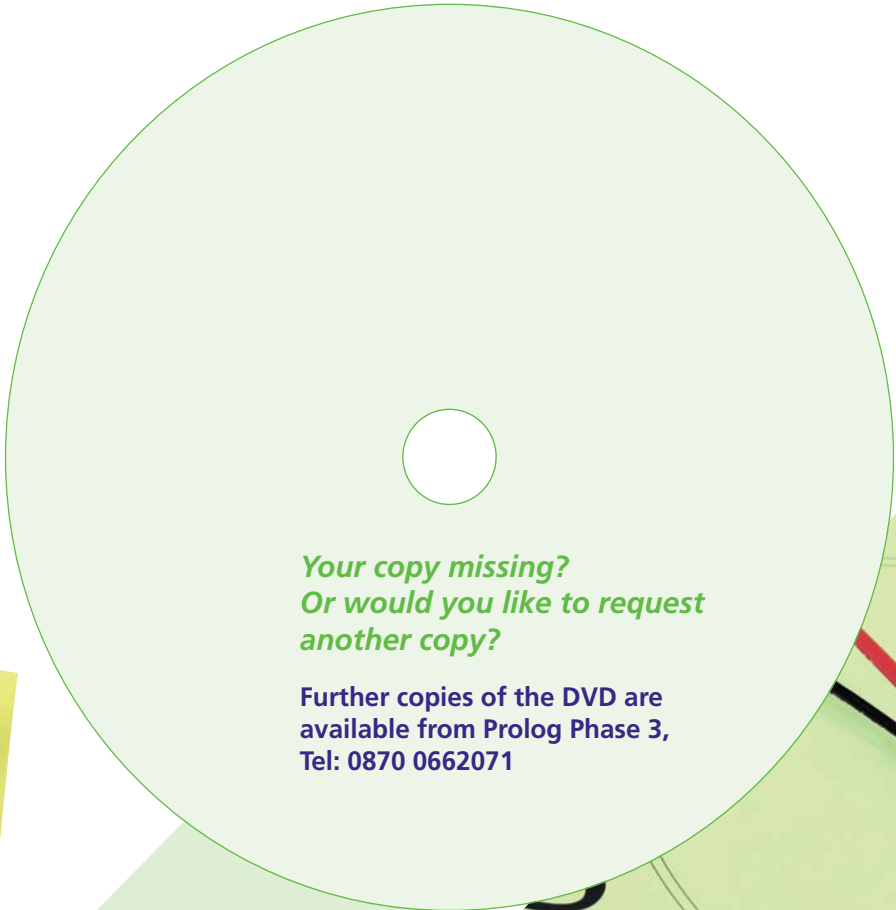 Your copy missing?
Or would you like to request
another copy?
Further copies of the DVD are
available from Prolog Phase 3,
Tel: 0870 0662071